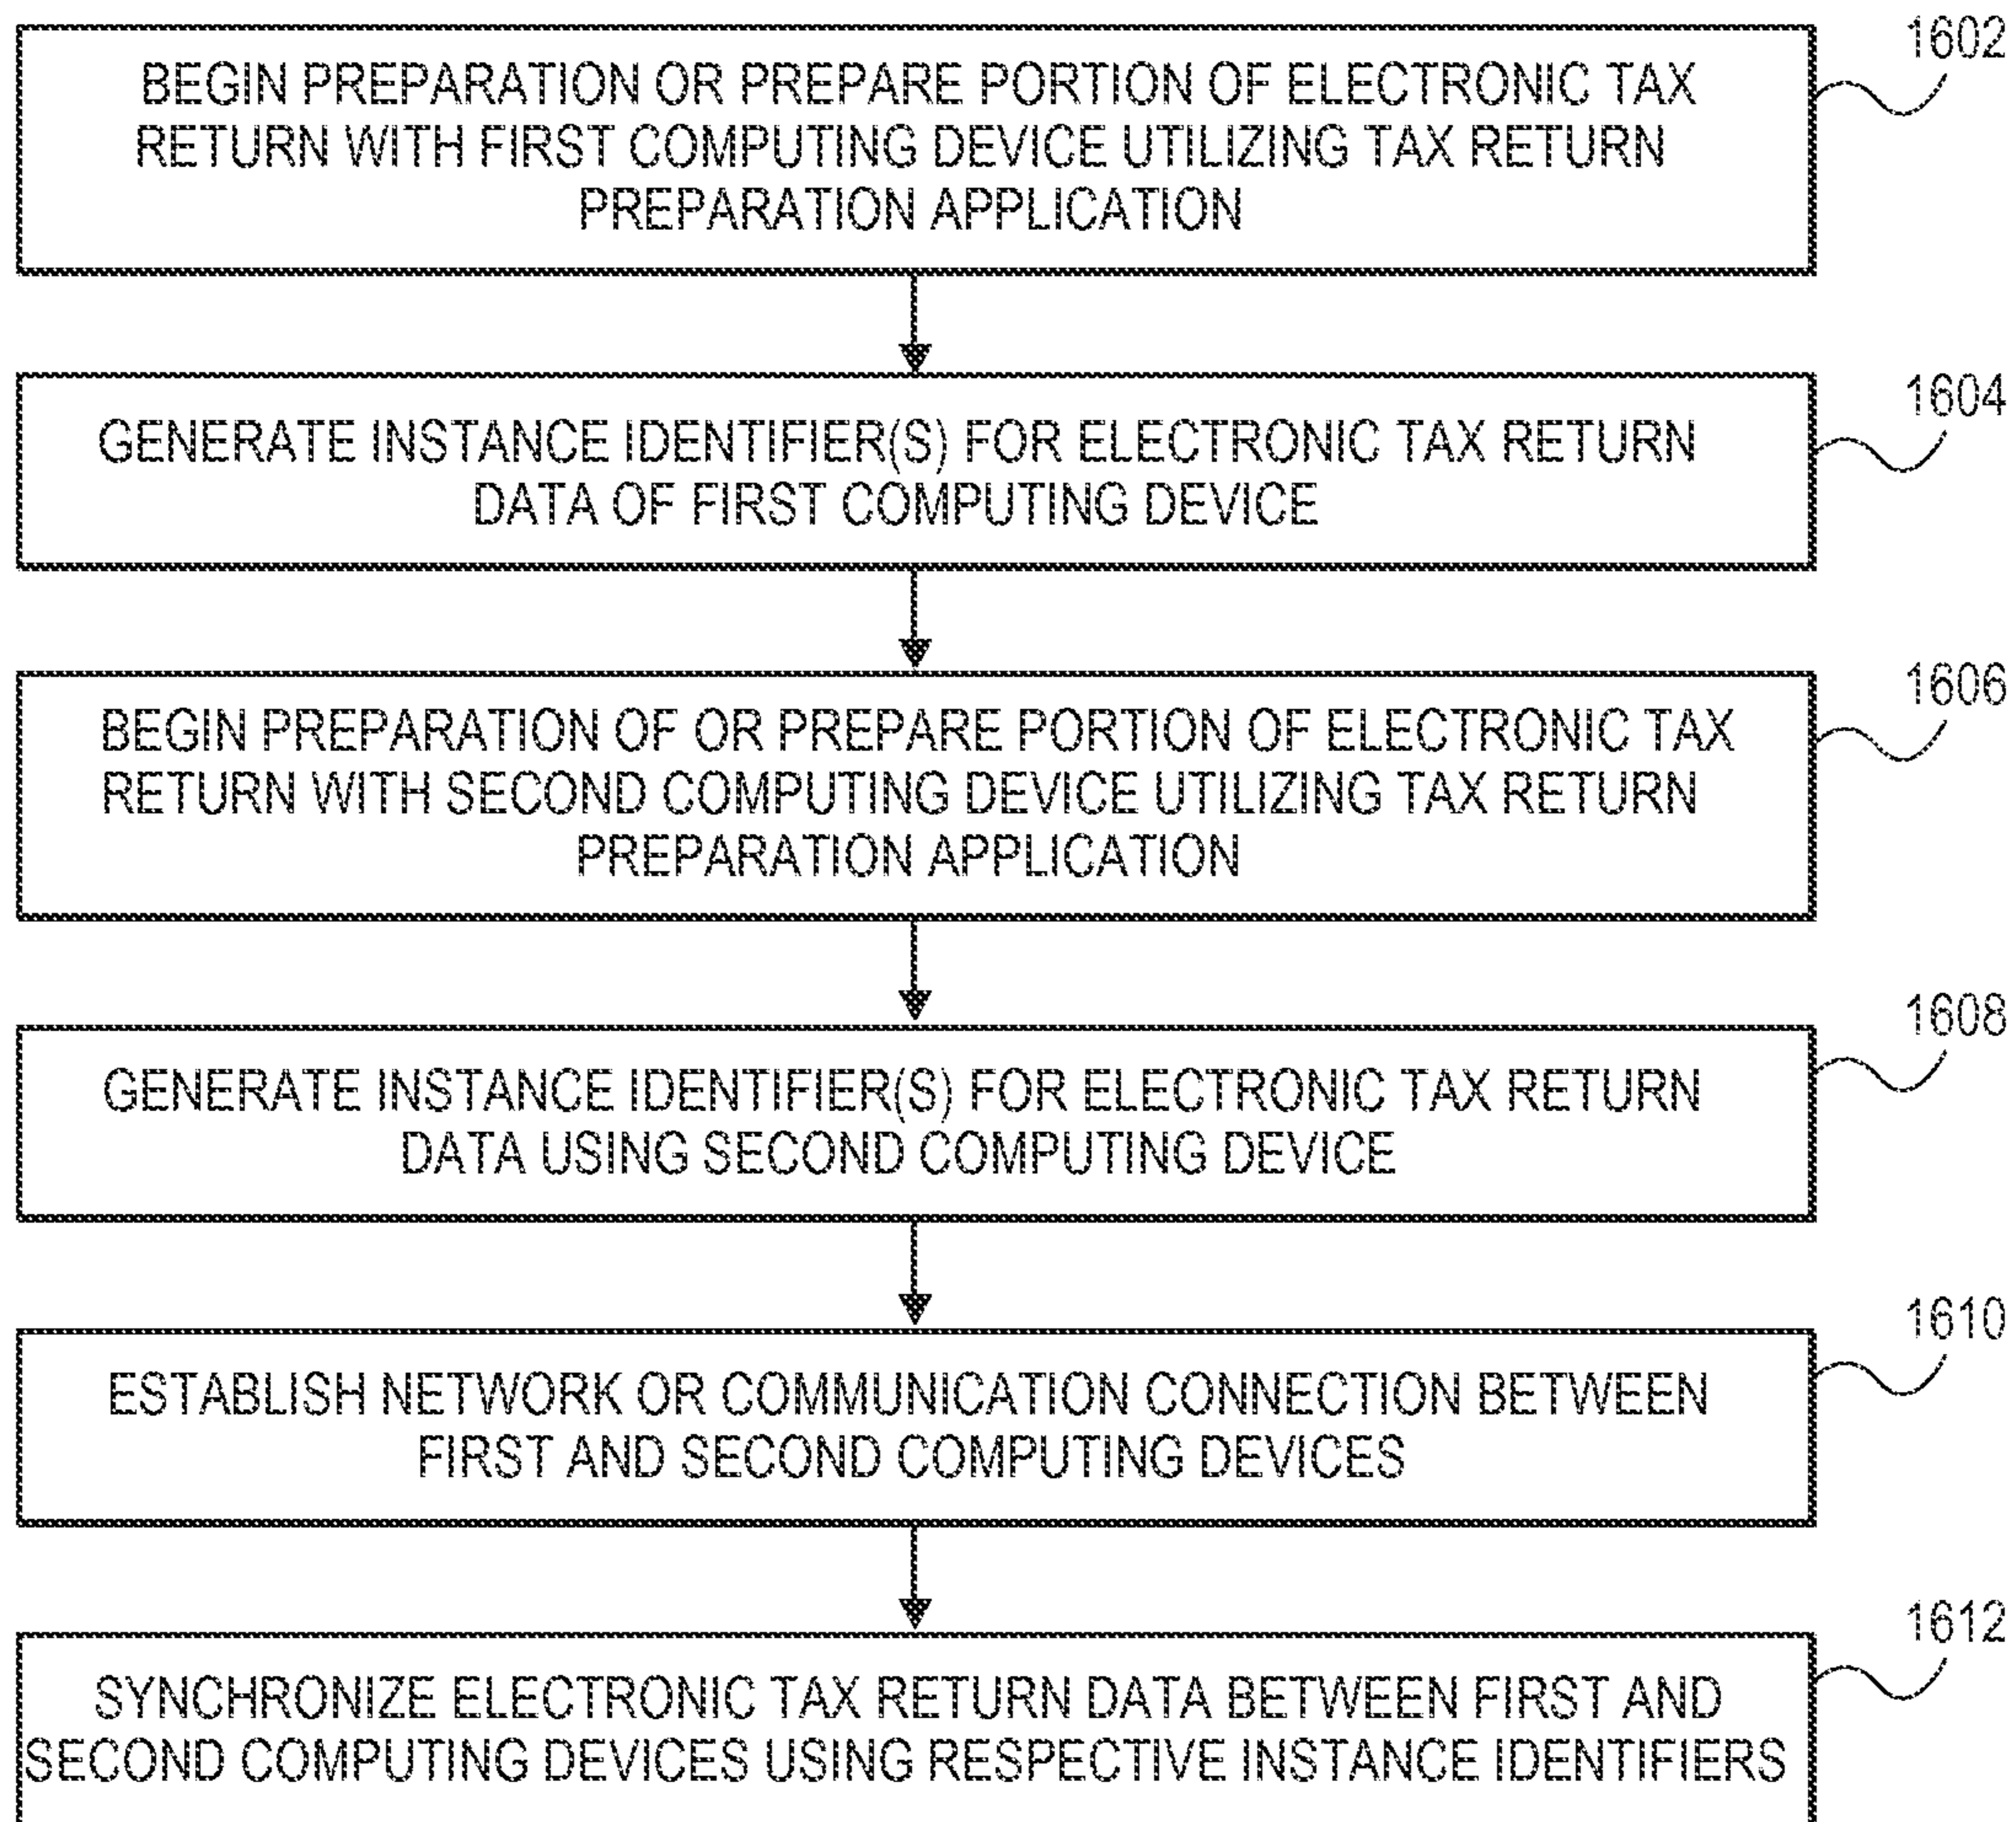 1602
BEGIN PREPARATION OR PREPARE PORTION OF ELECTRONIC TAX
RETURN WITH FIRST COMPUTING DEVICE UTILIZING TAX RETURN
PREPARATION APPLICATION
1604
GENERATE INSTANCE IDENTIFIER(S) FOR ELECTRONIC TAX RETURN
DATA OF FIRST COMPUTING DEVICE
1606
BEGIN PREPARATION OF OR PREPARE PORTION OF ELECTRONIC TAX
RETURN WITH SECOND COMPUTING DEVICE UTILIZING TAX RETURN
PREPARATION APPLICATION
1608
GENERATE INSTANCE IDENTIFIER(S) FOR ELECTRONIC TAX RETURN
DATA USING SECOND COMPUTING DEVICE
1610
ESTABLISH NETWORK OR COMMUNICATION CONNECTION BETWEEN
FIRST AND SECOND COMPUTING DEVICES
1612
SYNCHRONIZE ELECTRONIC TAX RETURN DATA BETWEEN FIRST AND
SECOND COMPUTING DEVICES USING RESPECTIVE INSTANCE IDENTIFIERS